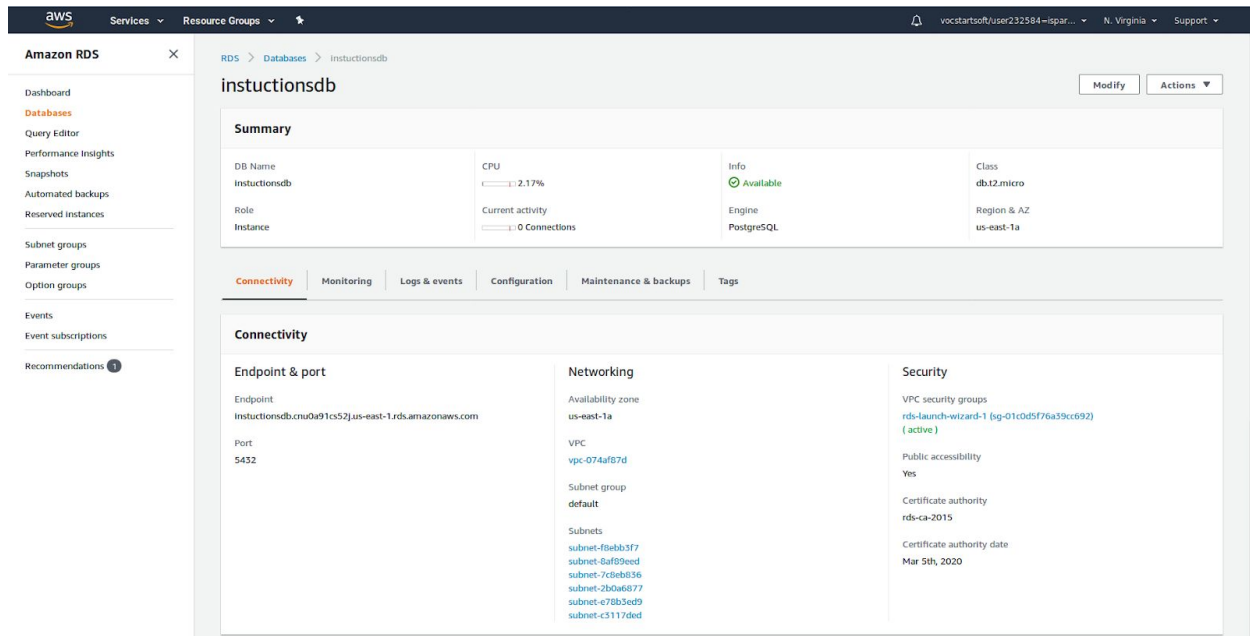 aws Services Resource Groups vocstartsoft/user232584=ispar... N. Virginia Support
Amazon RDS
Dashboard
Databases
Query Editor
Performance Insights
Snapshots
Automated backups
Reserved instances
Subnet groups
Parameter groups
Option groups
Events
Event subscriptions
Recommendations 1
RDS > Databases > instuctionsdb
instuctionsdb
Modify Actions
Summary
DB Name CPU Info Class
instuctionsdb 2.17% Available db.t2.micro
Role Current activity Engine Region & AZ
Instance 0 Connections PostgreSQL us-east-1a
Connectivity Monitoring Logs & events Configuration Maintenance & backups Tags
Connectivity
Endpoint & port
Endpoint
instuctionsdb.cnu0a91cs52j.us-east-1.rds.amazonaws.com
Port
5432
Networking
Availability zone
us-east-1a
VPC
vpc-074af87d
Subnet group
default
Subnets
subnet-f8ebb3f7
subnet-8af89eed
subnet-7c8eb836
subnet-2b0a6877
subnet-e78b3ed9
subnet-c3117ded
Security
VPC security groups
rds-launch-wizard-1 (sg-01c0d5f76a39cc692)
( active )
Public accessibility
Yes
Certificate authority
rds-ca-2015
Certificate authority date
Mar 5th, 2020